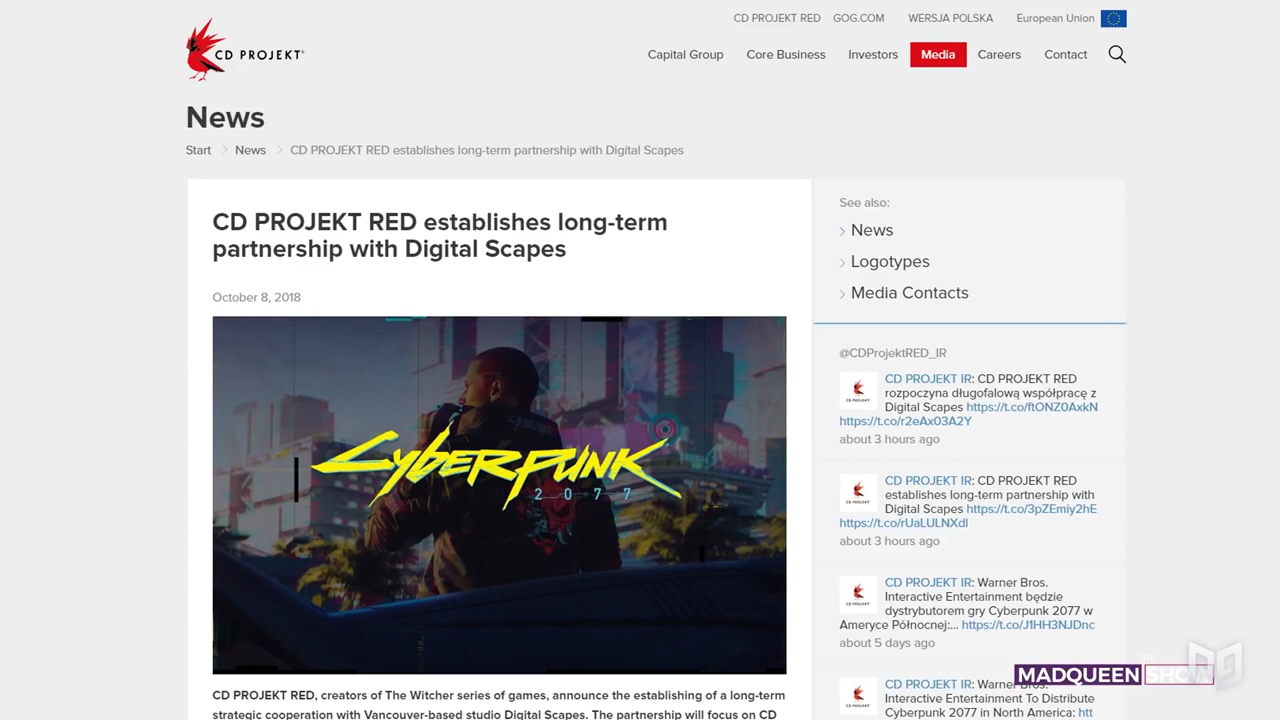 CD PROJEKT RED GOG.COM WERSJA POLSKA European Union
CD PROJEKT®
Capital Group Core Business Investors Media Careers Contact
News
Start > News > CD PROJEKT RED establishes long-term partnership with Digital Scapes
CD PROJEKT RED establishes long-term
partnership with Digital Scapes
October 8, 2018
CYBERPUNK
2077
CD PROJEKT RED, creators of The Witcher series of games, announce the establishing of a long-term
strategic cooperation with Vancouver-based studio Digital Scapes. The partnership will focus on CD
See also:
> News
> Logotypes
> Media Contacts
@CDProjektRED_IR
CD PROJEKT IR: CD PROJEKT RED
rozpoczyna długofalową współpracę z
Digital Scapes https://t.co/ftONZ0AxkN
https://t.co/r2eAx03A2Y
about 3 hours ago
CD PROJEKT IR: CD PROJEKT RED
establishes long-term partnership with
Digital Scapes https://t.co/3pZEmiy2hE
https://t.co/rUaLULNXdl
about 3 hours ago
CD PROJEKT IR: Warner Bros.
Interactive Entertainment będzie
dystrybutorem gry Cyberpunk 2077 w
Ameryce Północnej:... https://t.co/J1HH3NJDnc
about 5 days ago
CD PROJEKT IR: Warner Bros.
Interactive Entertainment To Distribute
Cyberpunk 2077 in North America: htt
THE
MADQUEEN SHOW